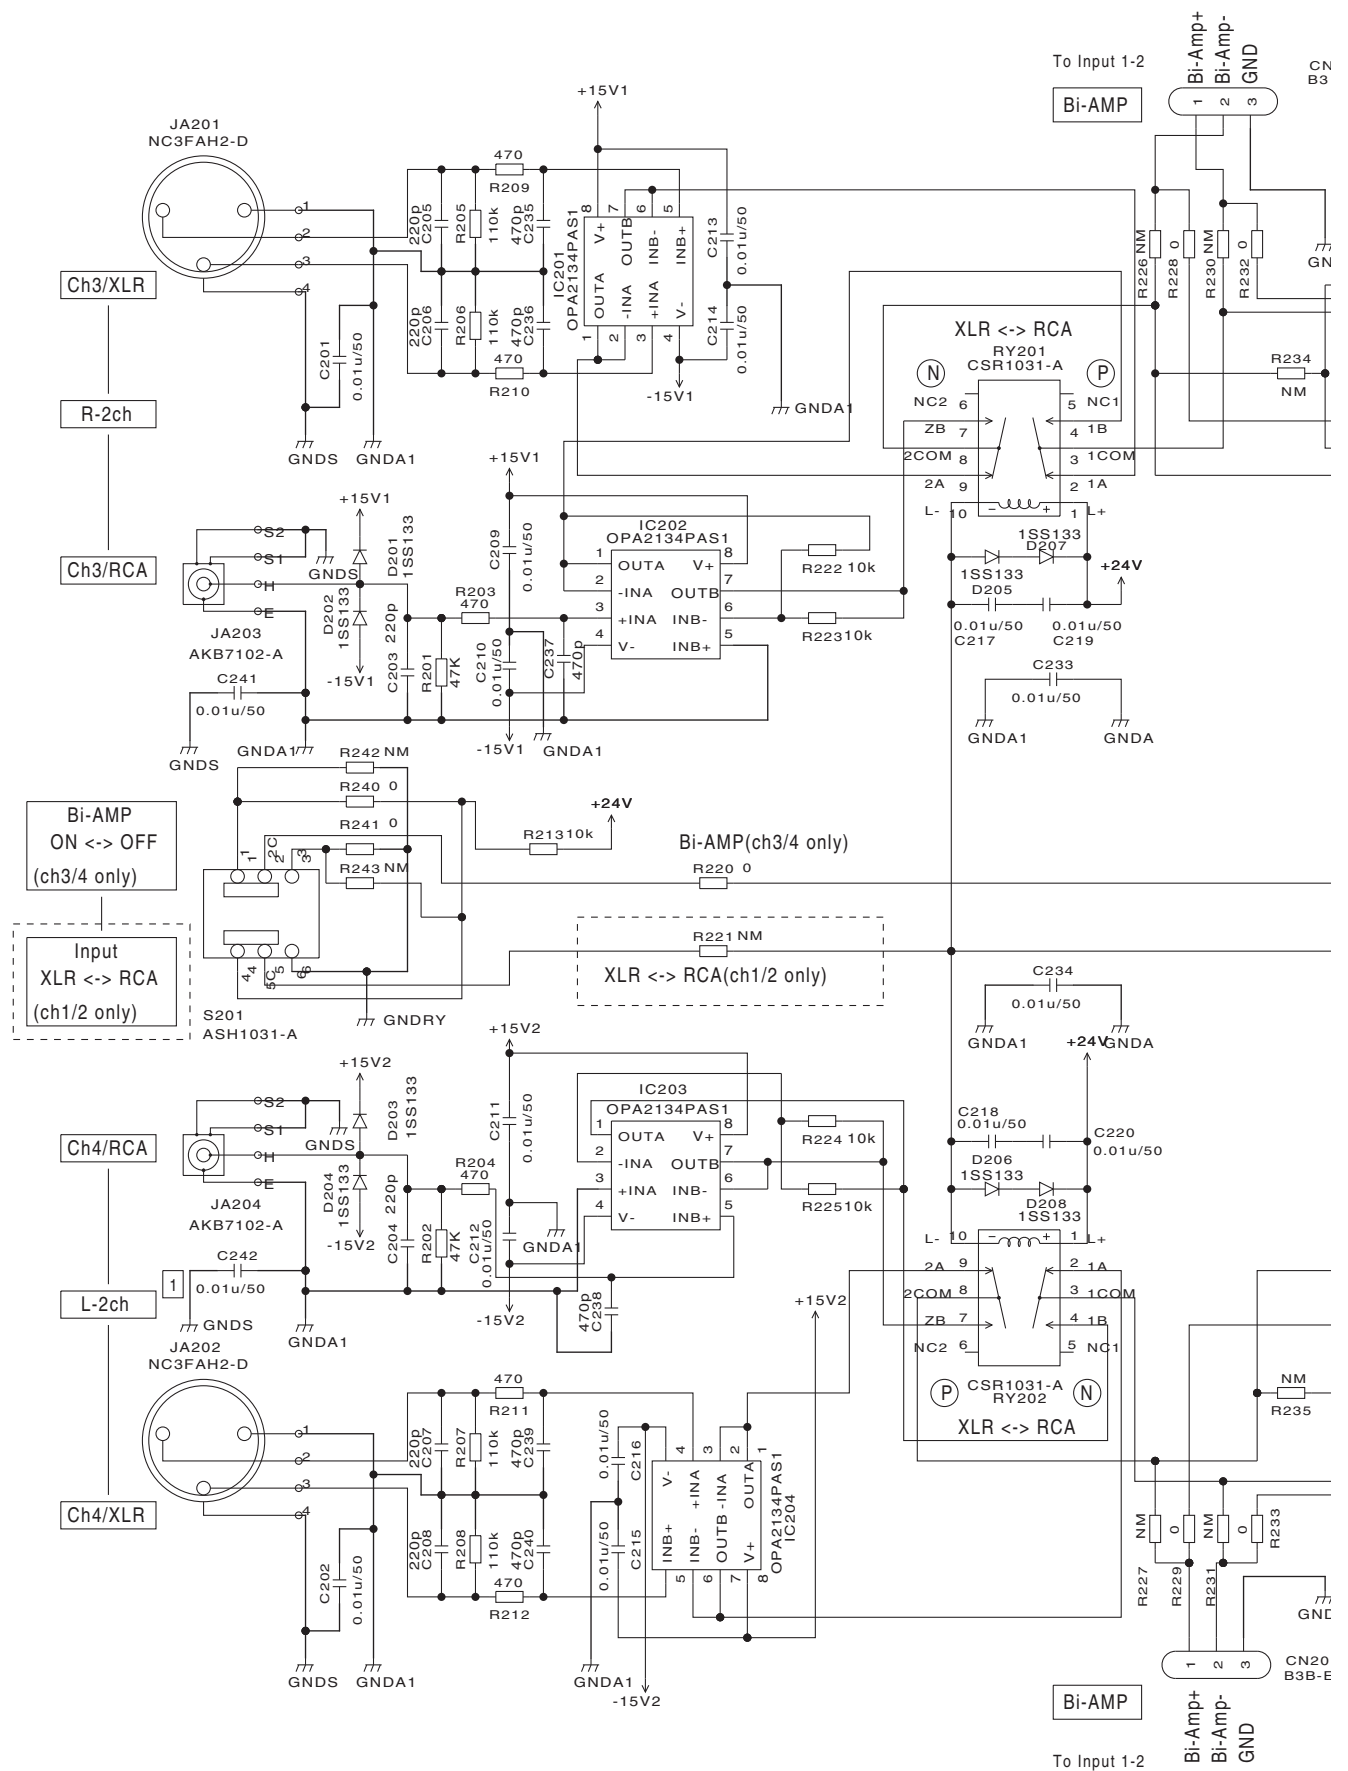 To Input 1-2
Bi-AMP
Bi-Amp+
Bi-Amp-
GND
1
2
3
CN
B3
+15V1
JA201
NC3FAH2-D
1
2
3
4
470
R209
220p
C205
R205
110k
470p
C235
220p
C206
R206
110k
470p
C236
470
R210
IC201
OPA2134PAS1
8
7
6
5
V+
OUTB
INB-
INB+
OUTA
-INA
+INA
V-
1
2
3
4
-15V1
C213
0.01u/50
C214
0.01u/50
GNDA1
Ch3/XLR
R-2ch
Ch3/RCA
C201
0.01u/50
GNDS
GNDA1
R226
NM
R228
0
R230
NM
R232
0
GN
R234
NM
XLR <-> RCA
RY201
CSR1031-A
N
P
NC2
6
5
NC1
ZB
7
4
1B
2COM
8
3
1COM
2A
9
2
1A
L-
10
-
+
1
L+
1SS133
D207
1SS133
D205
+24V
0.01u/50
C217
0.01u/50
C219
C233
0.01u/50
GNDA1
GNDA
+15V1
+15V1
S2
S1
H
E
GNDS
D201
1SS133
D202
1SS133
-15V1
JA203
AKB7102-A
C241
0.01u/50
GNDS
GNDA1
220p
C203
R201
47K
R203
470
C209
0.01u/50
C210
0.01u/50
C237
470p
-15V1
GNDA1
IC202
OPA2134PAS1
1
OUTA
V+
8
2
-INA
OUTB
7
3
+INA
INB-
6
4
V-
INB+
5
R222
10k
R223
10k
R242
NM
R240
0
R241
0
R243
NM
R213
10k
+24V
Bi-AMP
ON <-> OFF
(ch3/4 only)
Input
XLR <-> RCA
(ch1/2 only)
1
1
2C
2
3
3
4
4
5C
5
6
6
S201
ASH1031-A
GNDRY
Bi-AMP(ch3/4 only)
R220
0
R221
NM
XLR <-> RCA(ch1/2 only)
C234
0.01u/50
GNDA1
GNDA
+24V
+15V2
+15V2
Ch4/RCA
L-2ch
Ch4/XLR
S2
S1
H
E
GNDS
D203
1SS133
D204
1SS133
-15V2
JA204
AKB7102-A
C242
0.01u/50
1
GNDS
GNDA1
220p
C204
R202
47K
R204
470
C211
0.01u/50
C212
0.01u/50
GNDA1
-15V2
470p
C238
IC203
OPA2134PAS1
1
OUTA
V+
8
2
-INA
OUTB
7
3
+INA
INB-
6
4
V-
INB+
5
R224
10k
R225
10k
C218
0.01u/50
C220
0.01u/50
D206
1SS133
D208
1SS133
L-
10
-
+
1
L+
2A
9
2
1A
2COM
8
3
1COM
ZB
7
4
1B
NC2
6
5
NC1
P
CSR1031-A
RY202
N
XLR <-> RCA
+15V2
JA202
NC3FAH2-D
1
2
3
4
470
R211
220p
C207
R207
110k
470p
C239
220p
C208
R208
110k
470p
C240
470
R212
C202
0.01u/50
GNDS
GNDA1
0.01u/50
C216
0.01u/50
C215
GNDA1
-15V2
4
3
2
1
V-
+INA
-INA
OUTA
INB+
INB-
OUTB
V+
5
6
7
8
OPA2134PAS1
IC204
NM
R235
R227
NM
R229
0
R231
NM
R233
0
GND
1
2
3
CN20
B3B-E
Bi-Amp+
Bi-Amp-
GND
Bi-AMP
To Input 1-2